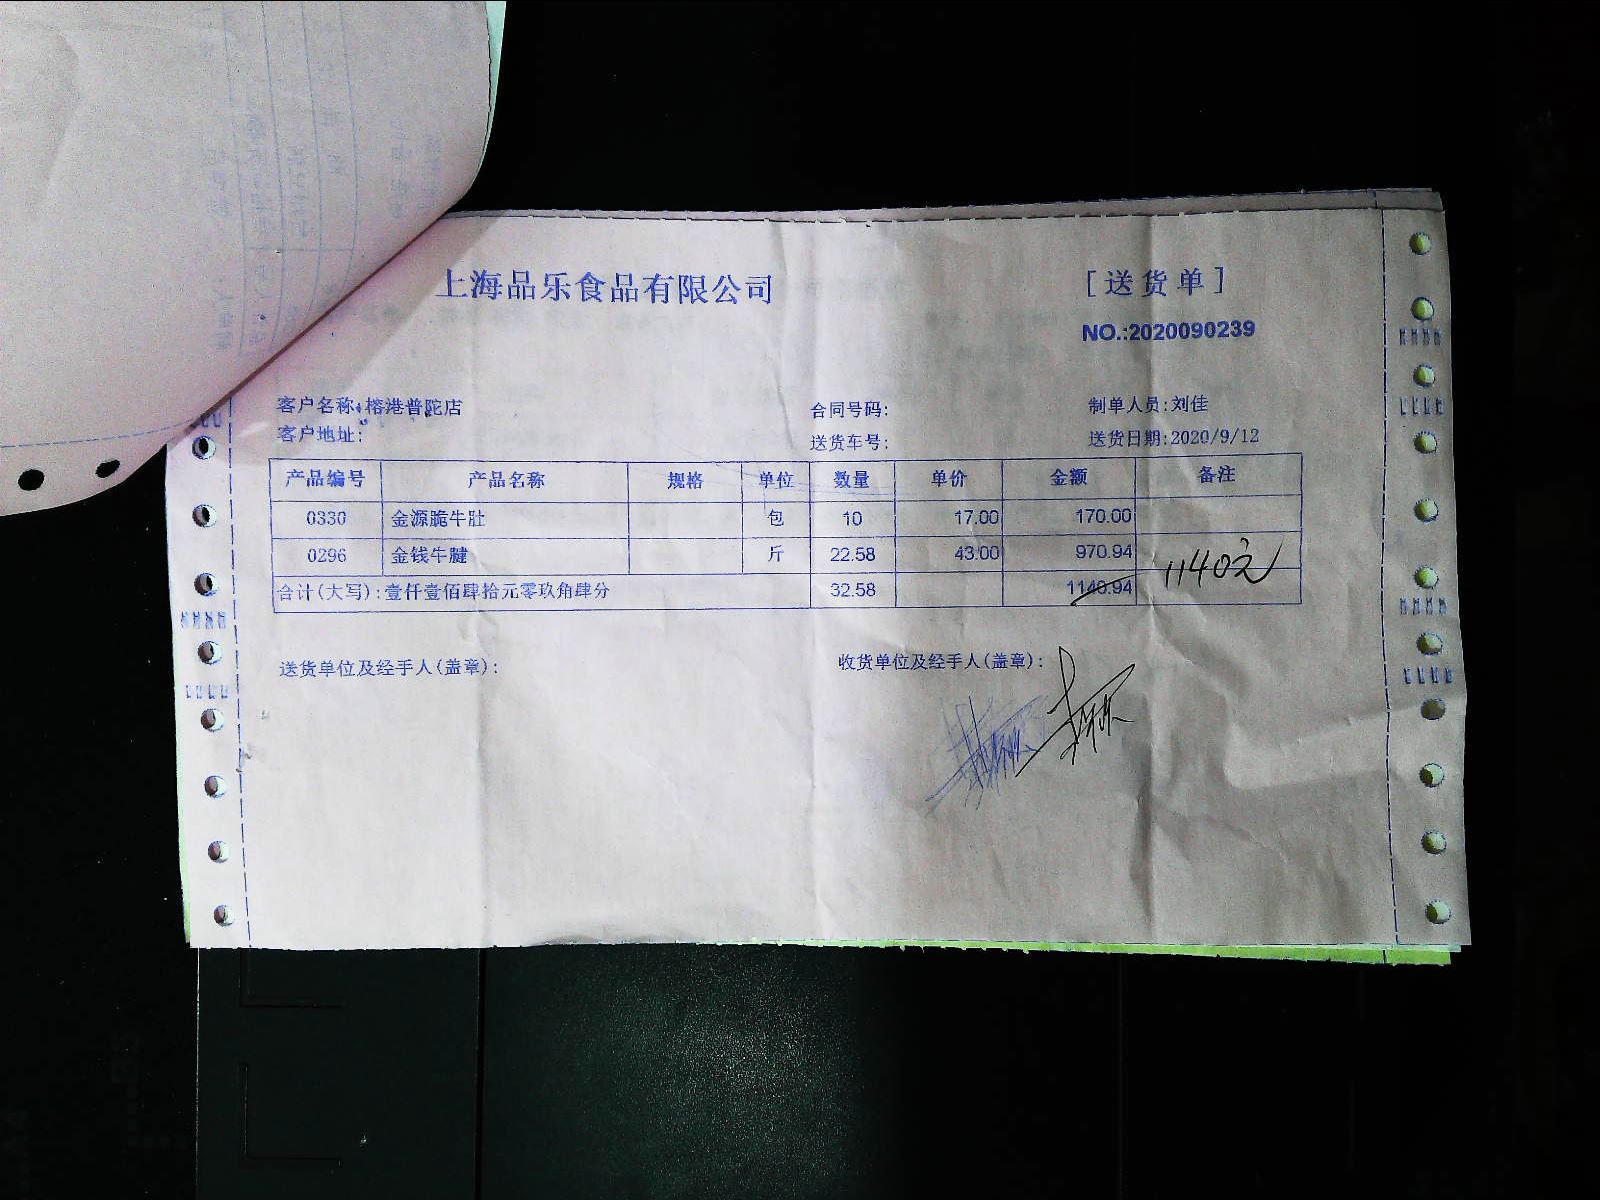 上海品乐食品有限公司 [送货单]
NO.:2020090239
客户名称:榕港普陀店 合同号码: 制单人员:刘佳
客户地址: 送货车号: 送货日期:2020/9/12
产品编号 产品名称 规格 单位 数量 单价 金额 备注
0330 金源脆牛肚 包 10 17.00 170.00
0296 金钱牛腱 斤 22.58 43.00 970.94
合计(大写):壹仟壹佰肆拾元零玖角肆分 32.58 1140.94 1140元
送货单位及经手人(盖章): 收货单位及经手人(盖章):